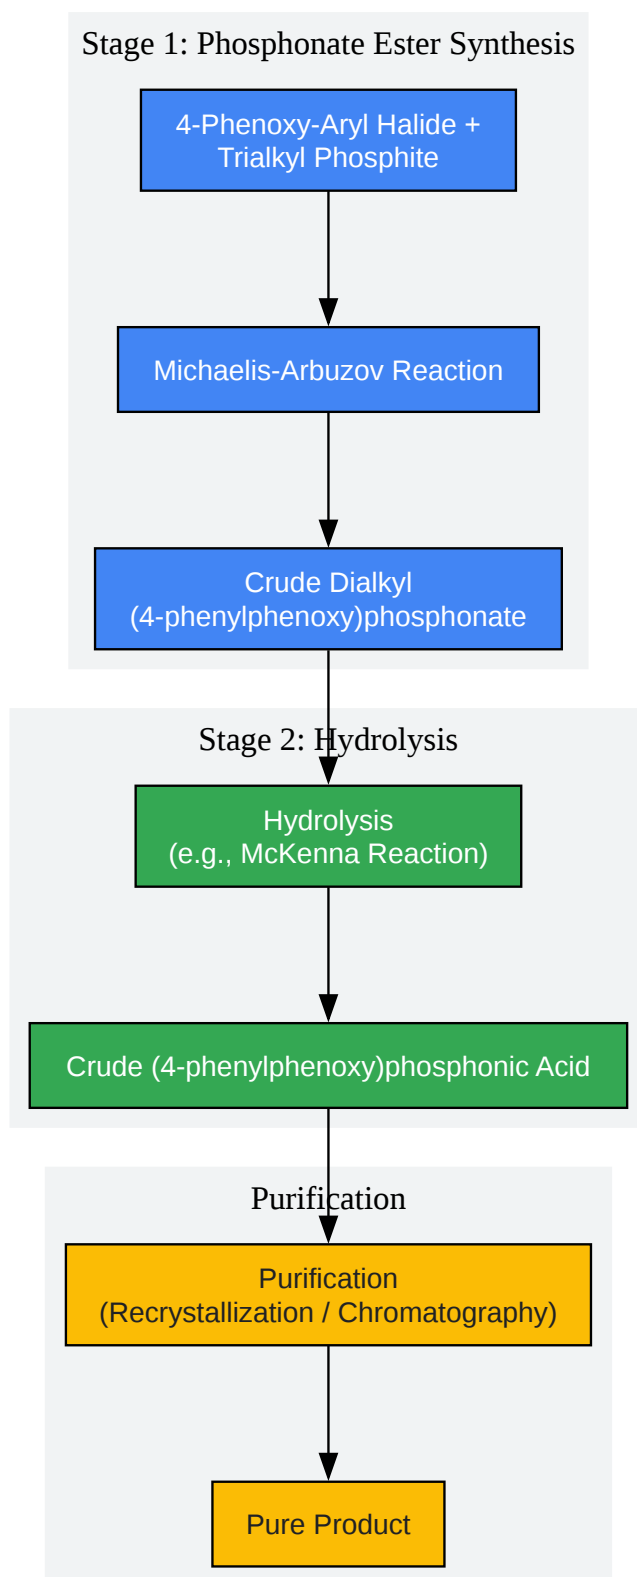 Stage 1: Phosphonate Ester Synthesis
4-Phenoxy-Aryl Halide +
Trialkyl Phosphite
Michaelis-Arbuzov Reaction
Crude Dialkyl
(4-phenylphenoxy)phosphonate
Stage 2: Hydrolysis
Hydrolysis
(e.g., McKenna Reaction)
Crude (4-phenylphenoxy)phosphonic Acid
Purification
Purification
(Recrystallization / Chromatography)
Pure Product